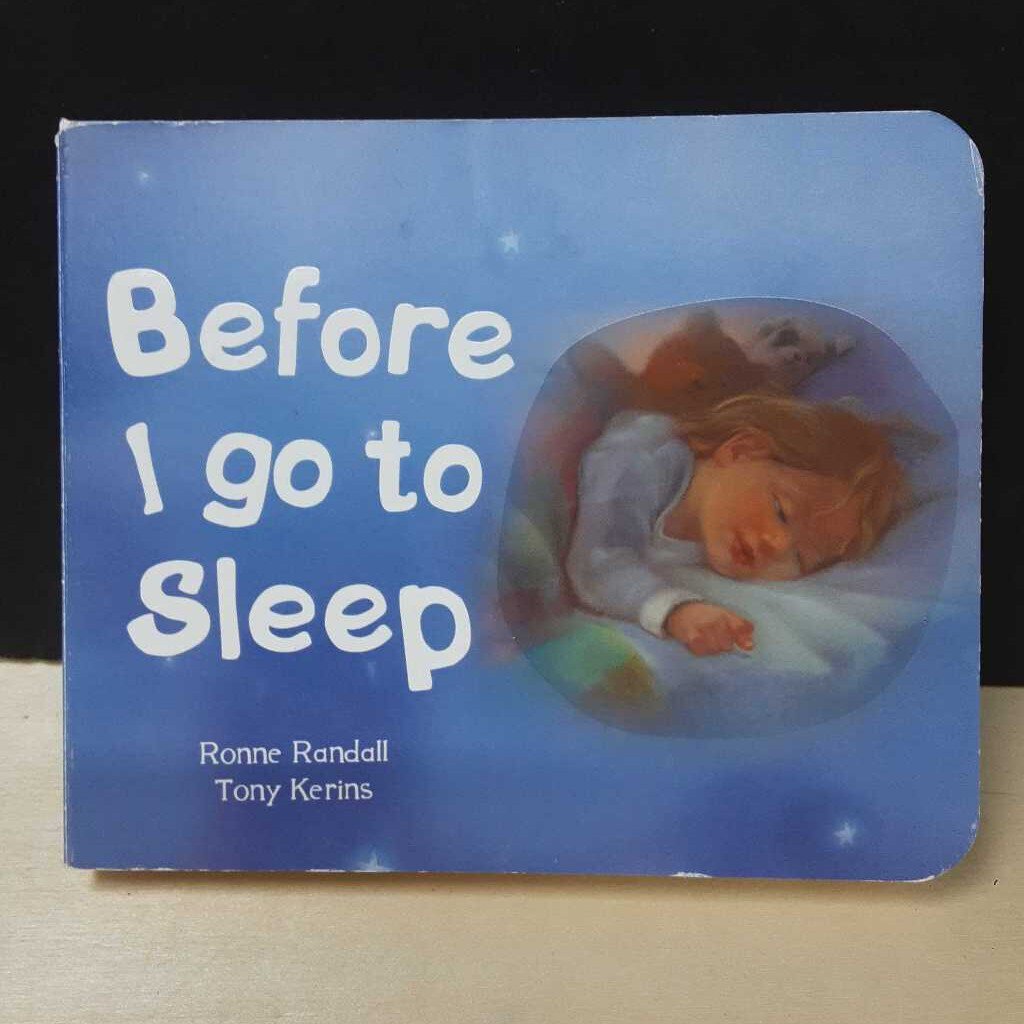 Before
I go to
Sleep
Ronne Randall
Tony Kerins